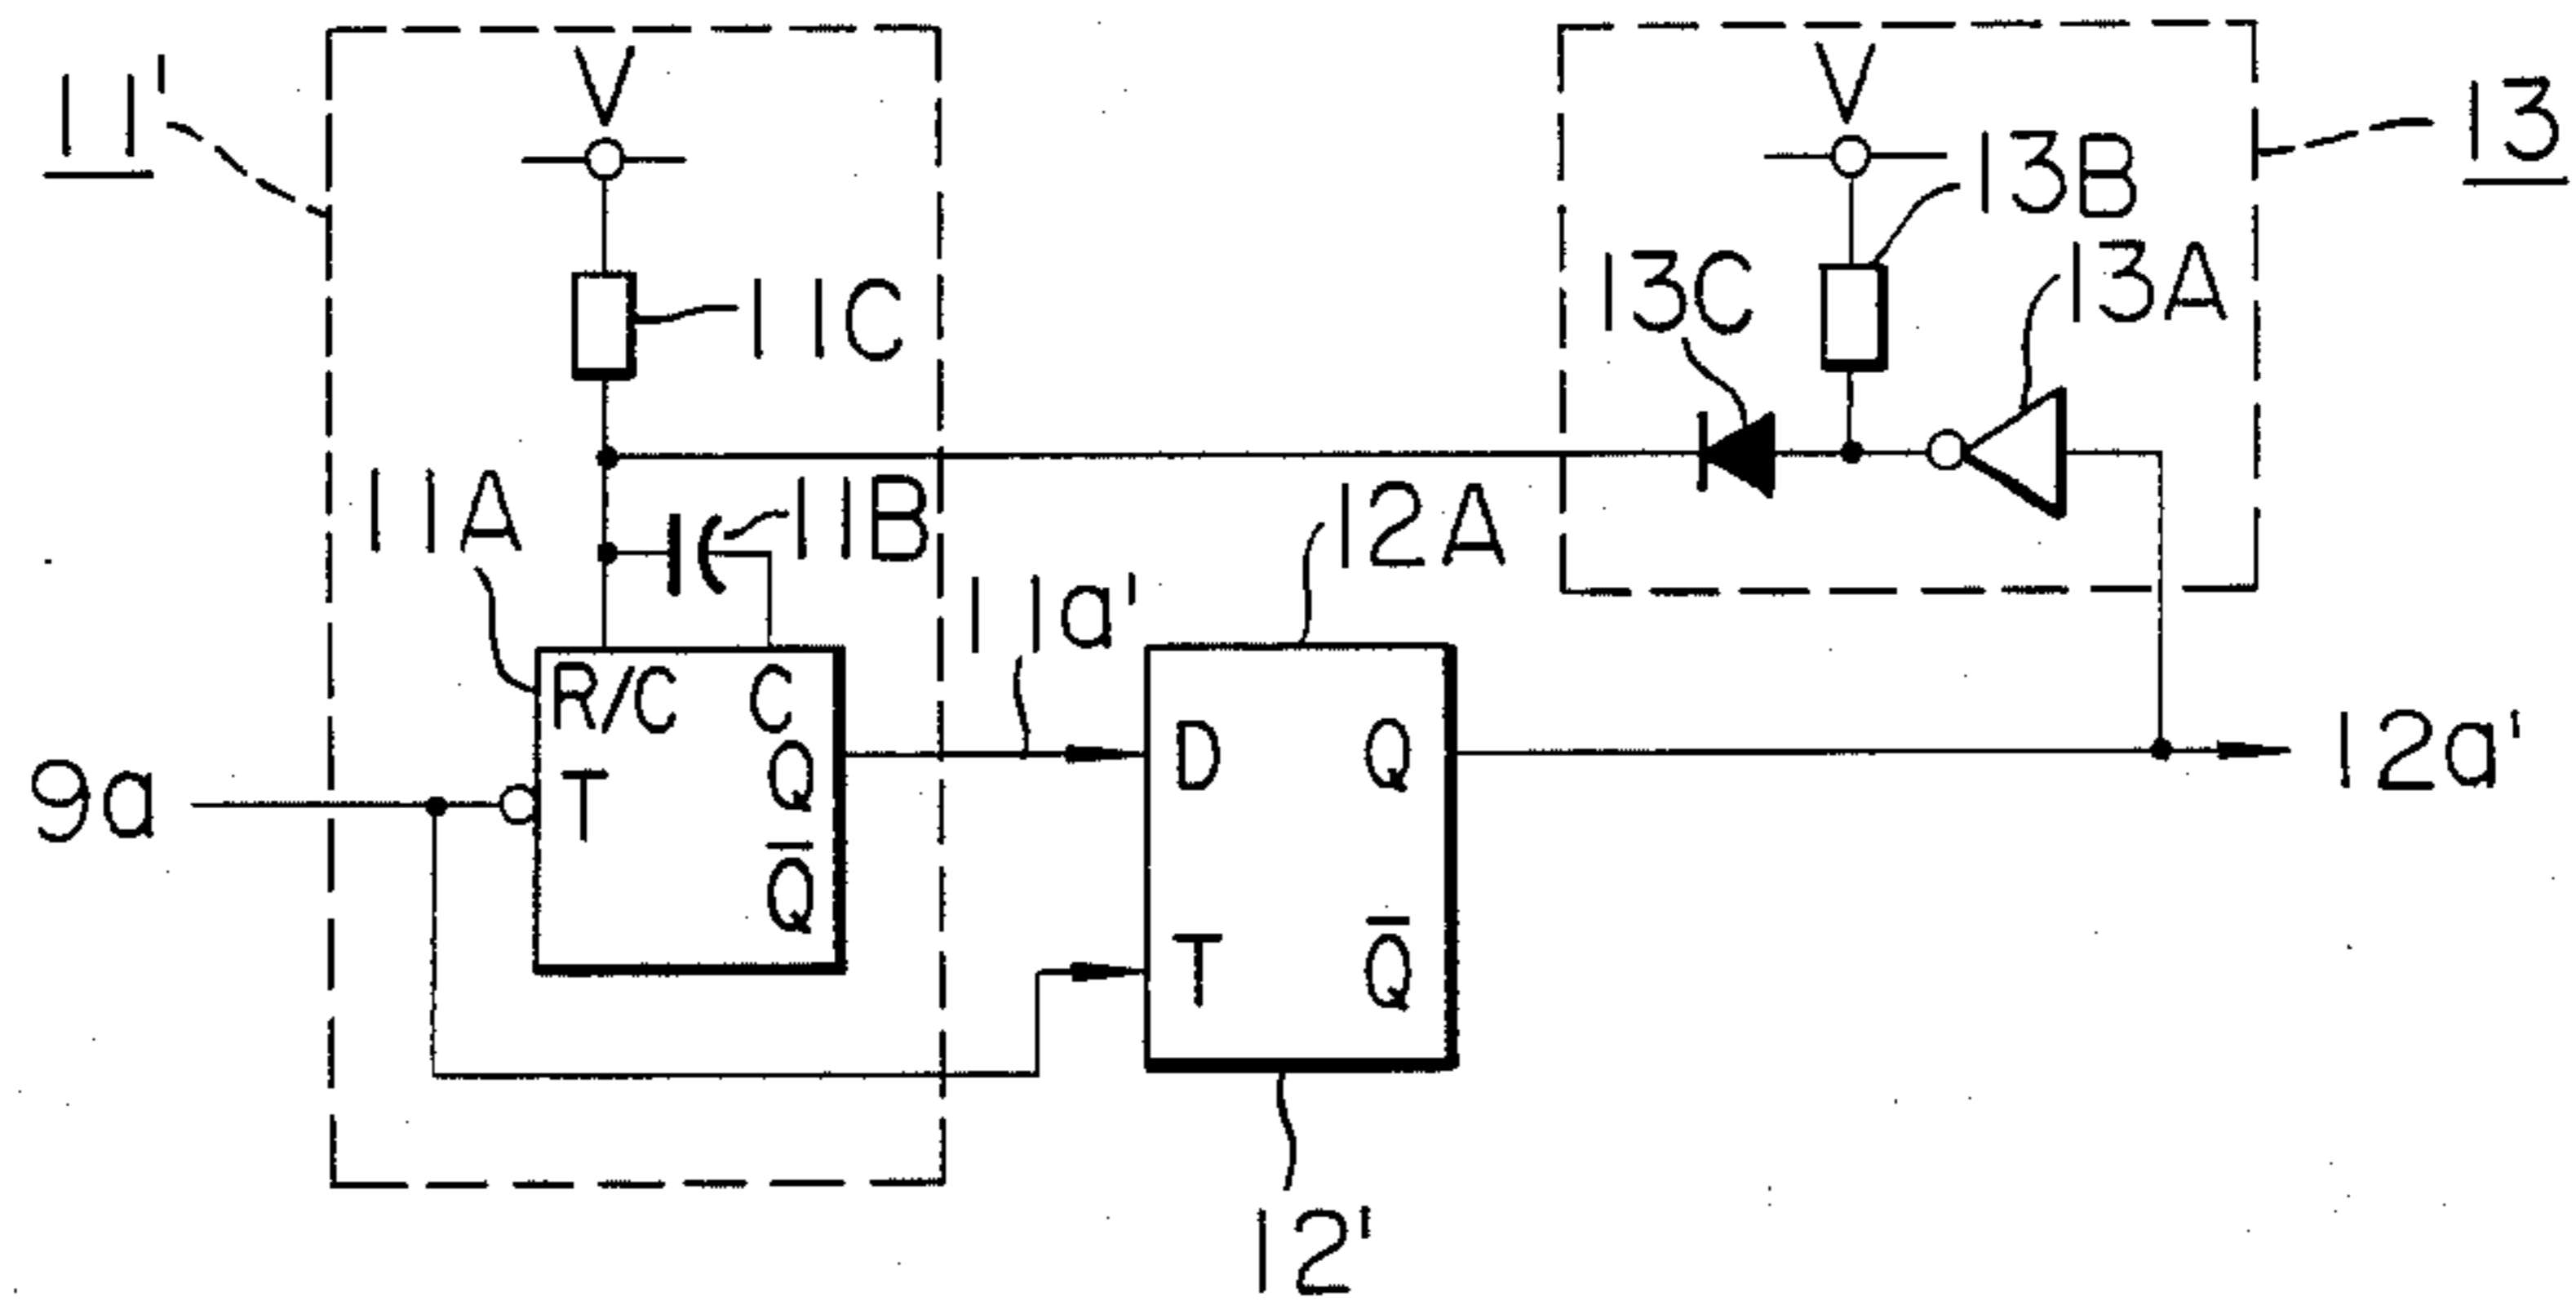 11'
V
V
13
13B
13C
13A
11C
11A
11B
12A
11a'
R/C C
Q
T
Q̅
D Q
T Q̅
9a
12a'
12'